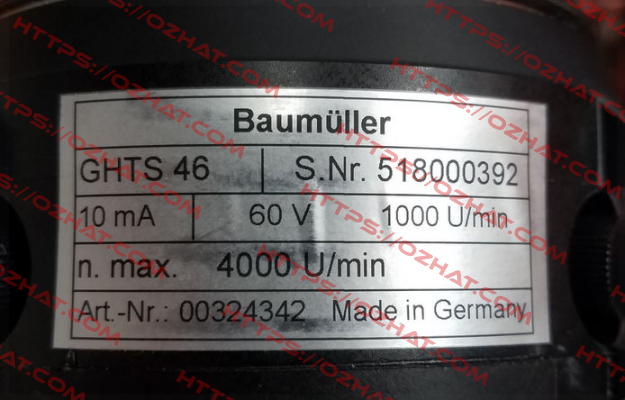 Baumüller
GHTS 46 S.Nr. 518000392
10 mA 60 V 1000 U/min
n. max. 4000 U/min
Art.-Nr.: 00324342 Made in Germany
HTTPS://OZHAT.COM